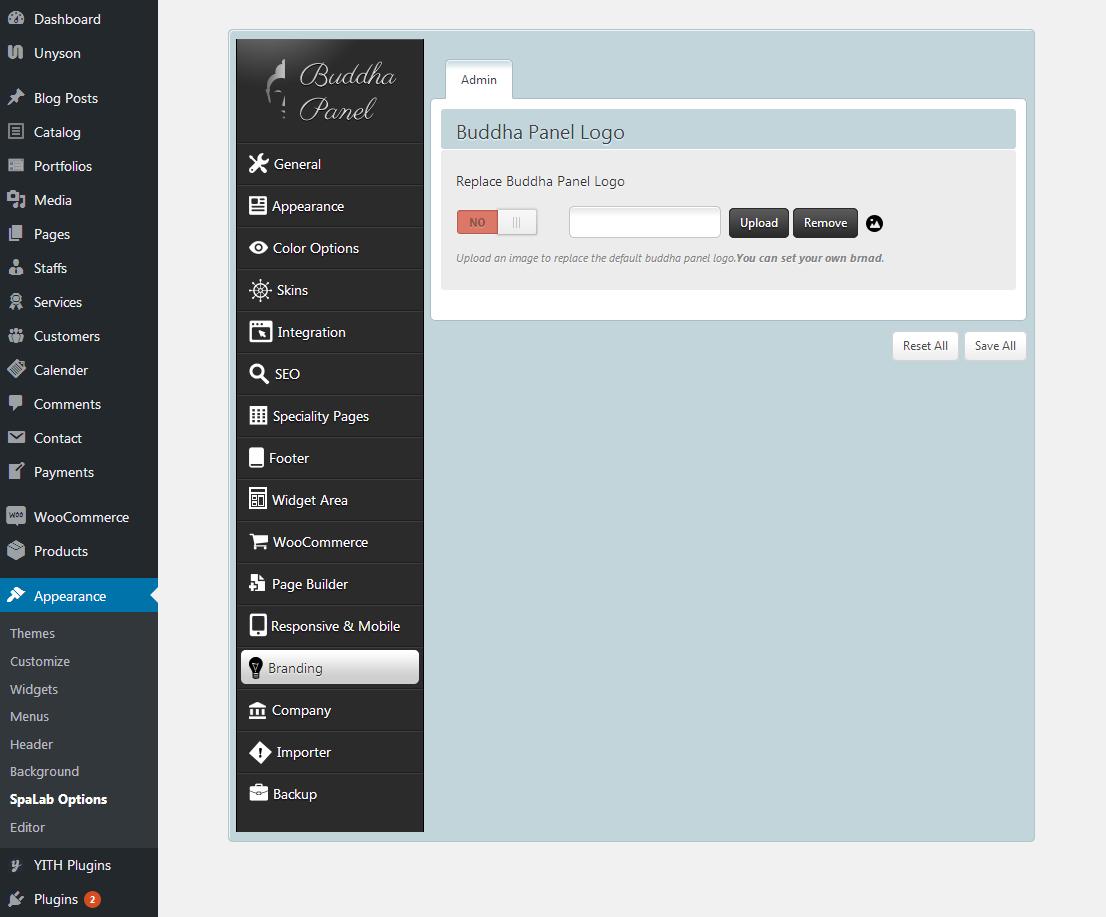 Dashboard
Unyson
Blog Posts
Catalog
Portfolios
Media
Pages
Staffs
Services
Customers
Calender
Comments
Contact
Payments
WOO WooCommerce
Products
Appearance
Themes
Customize
Widgets
Menus
Header
Background
SpaLab Options
Editor
YITH Plugins
Plugins 2
Buddha
Panel
General
Appearance
Color Options
Skins
Integration
SEO
Speciality Pages
Footer
Widget Area
WooCommerce
Page Builder
Responsive & Mobile
Branding
Company
Importer
Backup
Admin
Buddha Panel Logo
Replace Buddha Panel Logo
NO
Upload Remove
Upload an image to replace the default buddha panel logo.You can set your own brnad.
Reset All Save All